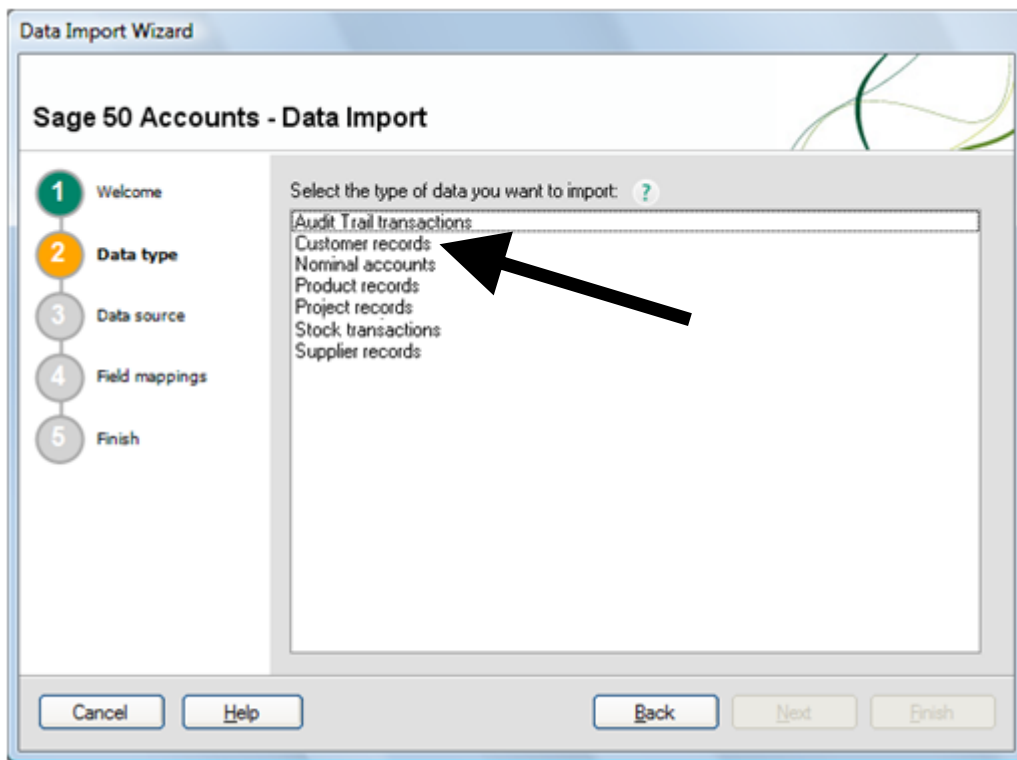 Data Import Wizard
Sage 50 Accounts - Data Import
1 Welcome
2 Data type
3 Data source
4 Field mappings
5 Finish
Select the type of data you want to import: ?
Audit Trail transactions
Customer records
Nominal accounts
Product records
Project records
Stock transactions
Supplier records
Cancel Help Back Next Finish